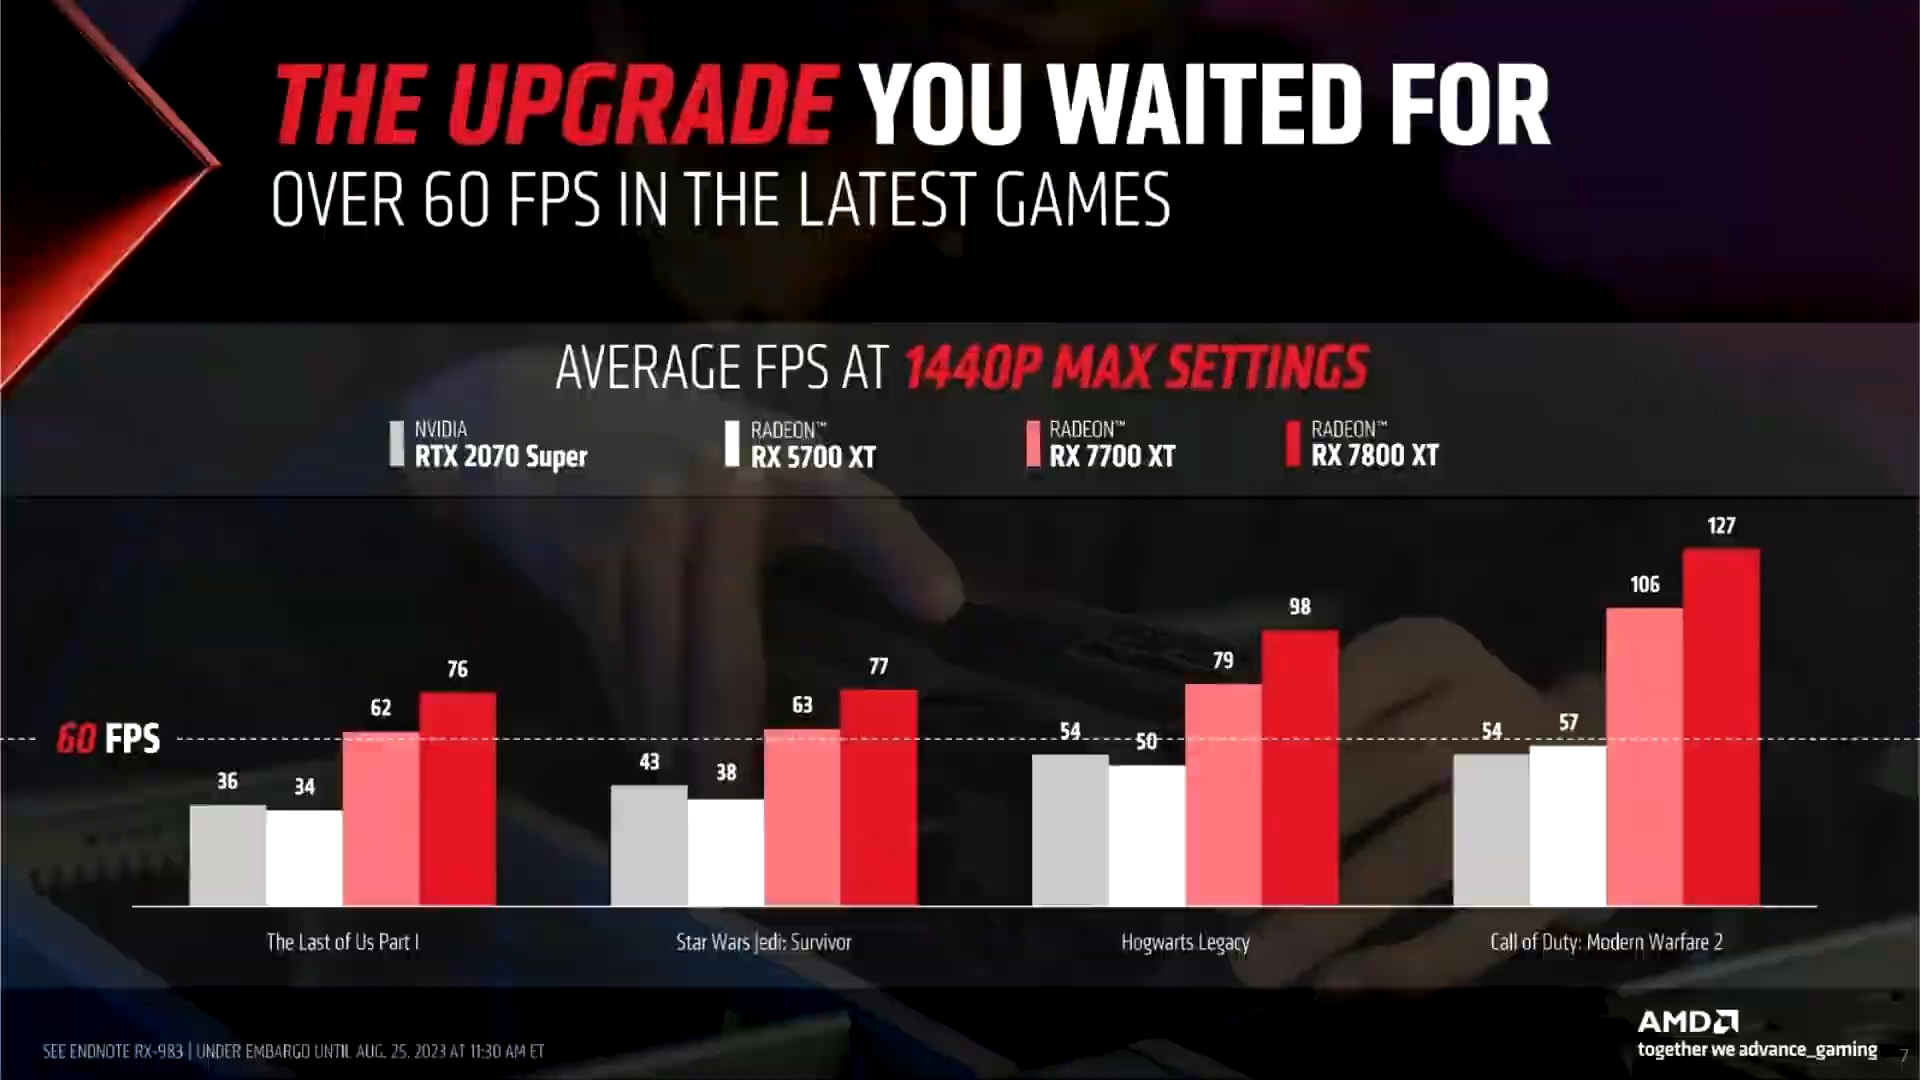 THE UPGRADE YOU WAITED FOR
OVER 60 FPS IN THE LATEST GAMES
AVERAGE FPS AT 1440P MAX SETTINGS
NVIDIA
RTX 2070 Super
RADEON™
RX 5700 XT
RADEON™
RX 7700 XT
RADEON™
RX 7800 XT
60 FPS
36
34
62
76
43
38
63
77
54
50
79
98
54
57
106
127
The Last of Us Part I
Star Wars Jedi: Survivor
Hogwarts Legacy
Call of Duty: Modern Warfare 2
SEE ENDNOTE RX-983 | UNDER EMBARGO UNTIL AUG. 25, 2023 AT 11:30 AM ET
AMD
together we advance_gaming
7